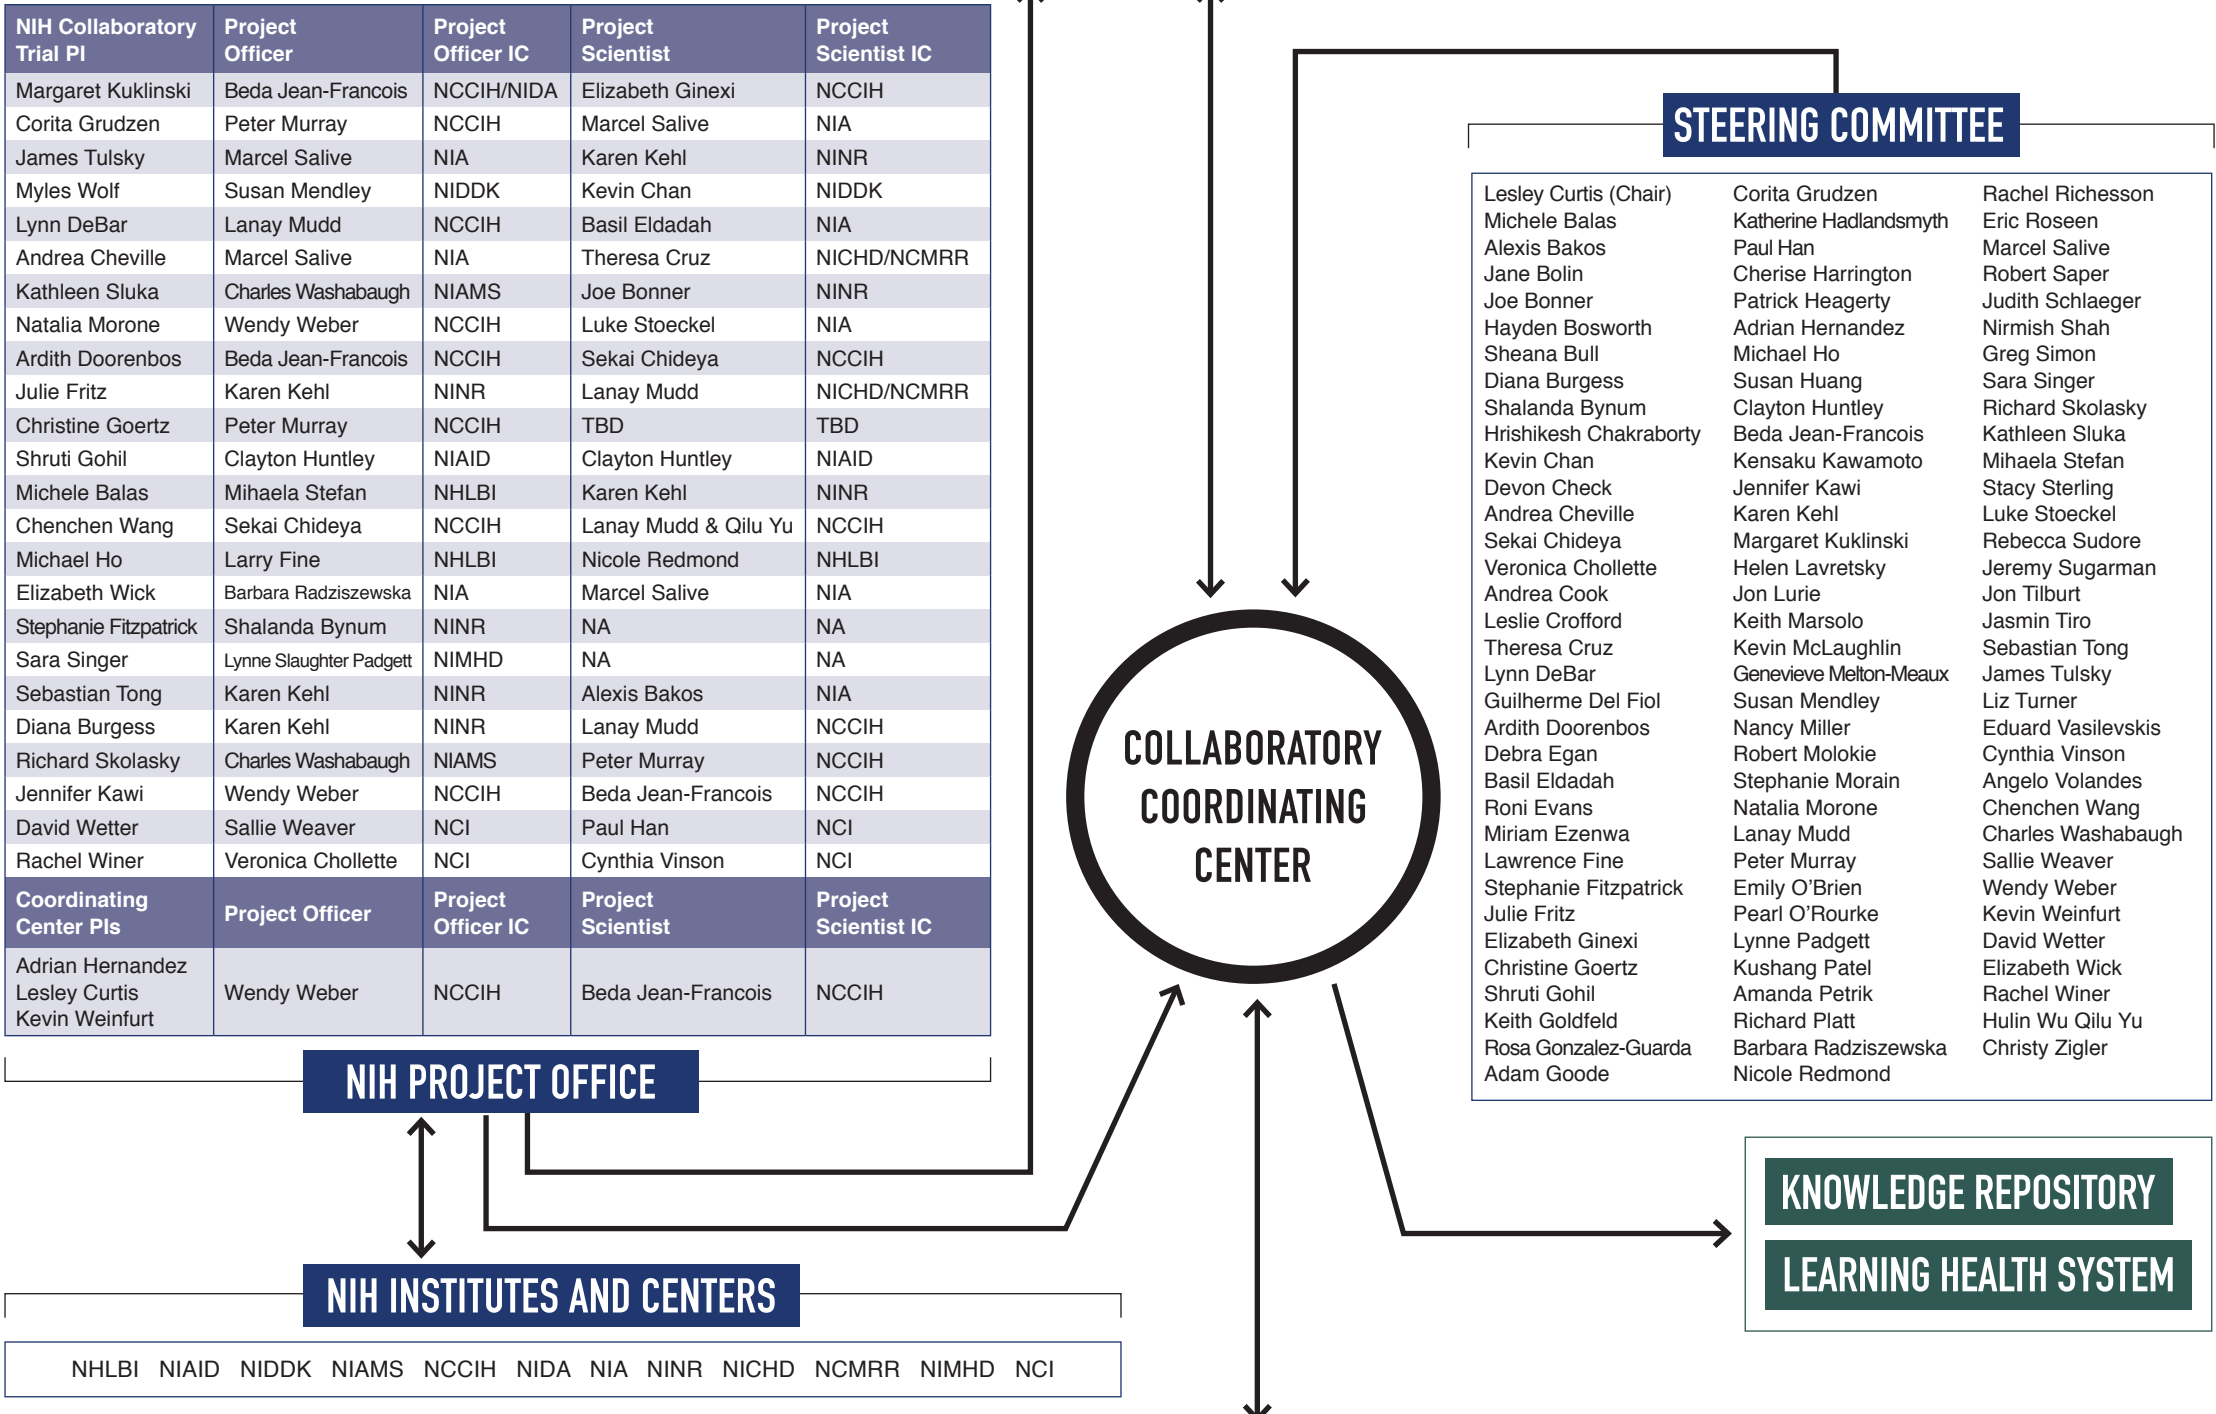 NIH Collaboratory Trial PI Project Officer Project Officer IC Project Scientist Project Scientist IC
Margaret Kuklinski Beda Jean-Francois NCCIH/NIDA Elizabeth Ginexi NCCIH
Corita Grudzen Peter Murray NCCIH Marcel Salive NIA
James Tulsky Marcel Salive NIA Karen Kehl NINR
Myles Wolf Susan Mendley NIDDK Kevin Chan NIDDK
Lynn DeBar Lanay Mudd NCCIH Basil Eldadah NIA
Andrea Cheville Marcel Salive NIA Theresa Cruz NICHD/NCMRR
Kathleen Sluka Charles Washabaugh NIAMS Joe Bonner NINR
Natalia Morone Wendy Weber NCCIH Luke Stoeckel NIA
Ardith Doorenbos Beda Jean-Francois NCCIH Sekai Chideya NCCIH
Julie Fritz Karen Kehl NINR Lanay Mudd NICHD/NCMRR
Christine Goertz Peter Murray NCCIH TBD TBD
Shruti Gohil Clayton Huntley NIAID Clayton Huntley NIAID
Michele Balas Mihaela Stefan NHLBI Karen Kehl NINR
Chenchen Wang Sekai Chideya NCCIH Lanay Mudd & Qilu Yu NCCIH
Michael Ho Larry Fine NHLBI Nicole Redmond NHLBI
Elizabeth Wick Barbara Radziszewska NIA Marcel Salive NIA
Stephanie Fitzpatrick Shalanda Bynum NINR NA NA
Sara Singer Lynne Slaughter Padgett NIMHD NA NA
Sebastian Tong Karen Kehl NINR Alexis Bakos NIA
Diana Burgess Karen Kehl NINR Lanay Mudd NCCIH
Richard Skolasky Charles Washabaugh NIAMS Peter Murray NCCIH
Jennifer Kawi Wendy Weber NCCIH Beda Jean-Francois NCCIH
David Wetter Sallie Weaver NCI Paul Han NCI
Rachel Winer Veronica Chollette NCI Cynthia Vinson NCI
Coordinating Center PIs Project Officer Project Officer IC Project Scientist Project Scientist IC
Adrian Hernandez
Lesley Curtis Wendy Weber NCCIH Beda Jean-Francois NCCIH
Kevin Weinfurt
NIH PROJECT OFFICE
NIH INSTITUTES AND CENTERS
NHLBI NIAID NIDDK NIAMS NCCIH NIDA NIA NINR NICHD NCMRR NIMHD NCI
COLLABORATORY
COORDINATING
CENTER
STEERING COMMITTEE
Lesley Curtis (Chair)
Michele Balas
Alexis Bakos
Jane Bolin
Joe Bonner
Hayden Bosworth
Sheana Bull
Diana Burgess
Shalanda Bynum
Hrishikesh Chakraborty
Kevin Chan
Devon Check
Andrea Cheville
Sekai Chideya
Veronica Chollette
Andrea Cook
Leslie Crofford
Theresa Cruz
Lynn DeBar
Guilherme Del Fiol
Ardith Doorenbos
Debra Egan
Basil Eldadah
Roni Evans
Miriam Ezenwa
Lawrence Fine
Stephanie Fitzpatrick
Julie Fritz
Elizabeth Ginexi
Christine Goertz
Shruti Gohil
Keith Goldfeld
Rosa Gonzalez-Guarda
Adam Goode
Corita Grudzen
Katherine Hadlandsmyth
Paul Han
Cherise Harrington
Patrick Heagerty
Adrian Hernandez
Michael Ho
Susan Huang
Clayton Huntley
Beda Jean-Francois
Kensaku Kawamoto
Jennifer Kawi
Karen Kehl
Margaret Kuklinski
Helen Lavretsky
Jon Lurie
Keith Marsolo
Kevin McLaughlin
Genevieve Melton-Meaux
Susan Mendley
Nancy Miller
Robert Molokie
Stephanie Morain
Natalia Morone
Lanay Mudd
Peter Murray
Emily O'Brien
Pearl O'Rourke
Lynne Padgett
Kushang Patel
Amanda Petrik
Richard Platt
Barbara Radziszewska
Nicole Redmond
Rachel Richesson
Eric Roseen
Marcel Salive
Robert Saper
Judith Schlaeger
Nirmish Shah
Greg Simon
Sara Singer
Richard Skolasky
Kathleen Sluka
Mihaela Stefan
Stacy Sterling
Luke Stoeckel
Rebecca Sudore
Jeremy Sugarman
Jon Tilburt
Jasmin Tiro
Sebastian Tong
James Tulsky
Liz Turner
Eduard Vasilevskis
Cynthia Vinson
Angelo Volandes
Chenchen Wang
Charles Washabaugh
Sallie Weaver
Wendy Weber
Kevin Weinfurt
David Wetter
Elizabeth Wick
Rachel Winer
Hulin Wu Qilu Yu
Christy Zigler
KNOWLEDGE REPOSITORY
LEARNING HEALTH SYSTEM